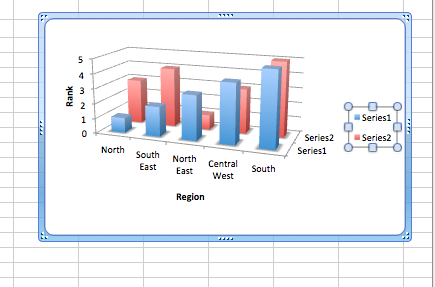 5
4
3
2
1
0
Rank
North
South
East
North
East
Central
West
South
Series2
Series1
Region
Series1
Series2